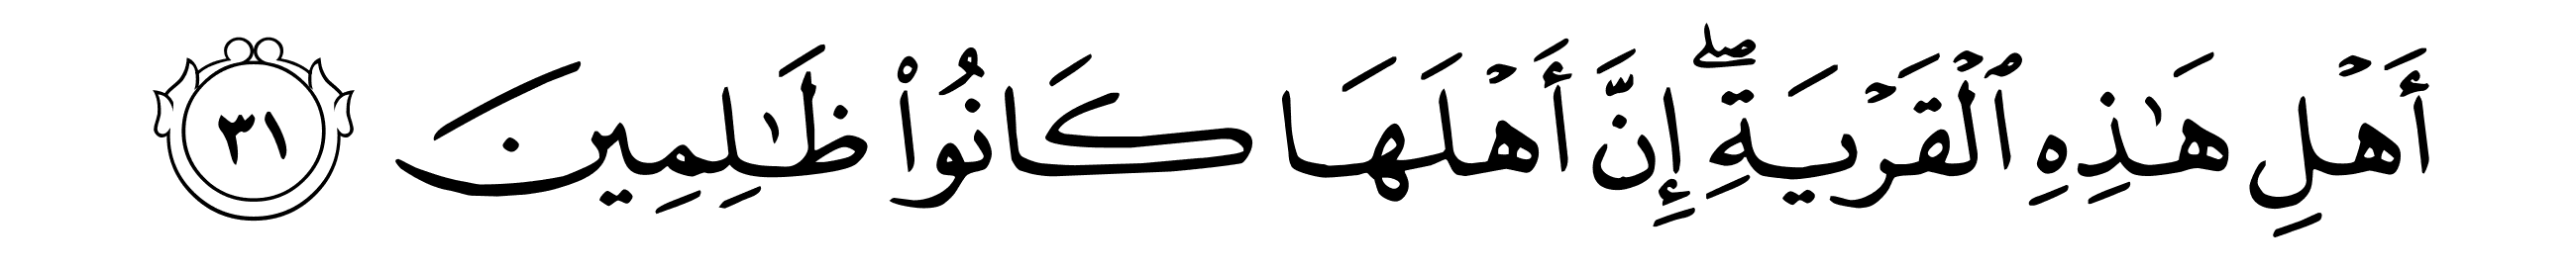 أَهۡلِ هَـٰذِهِ ٱلۡقَرۡيَةِۖ إِنَّ أَهۡلَهَا كَانُواْ ظَـٰلِمِينَ ٣١